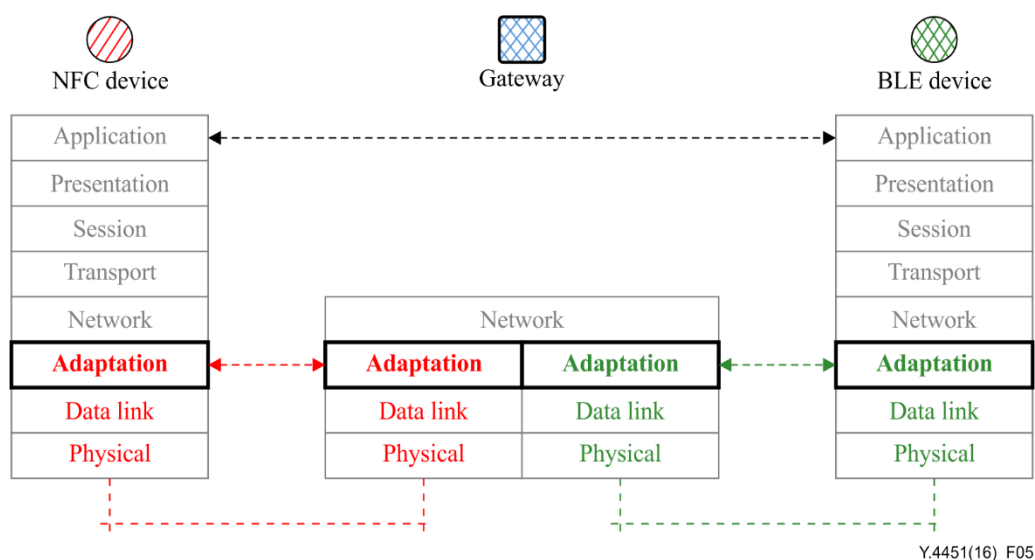 NFC device
Gateway
BLE device
Application
Application
Presentation
Presentation
Session
Session
Transport
Transport
Network
Network
Network
Adaptation
Adaptation
Adaptation
Adaptation
Data link
Data link
Data link
Data link
Physical
Physical
Physical
Physical
Y.4451(16)_F05